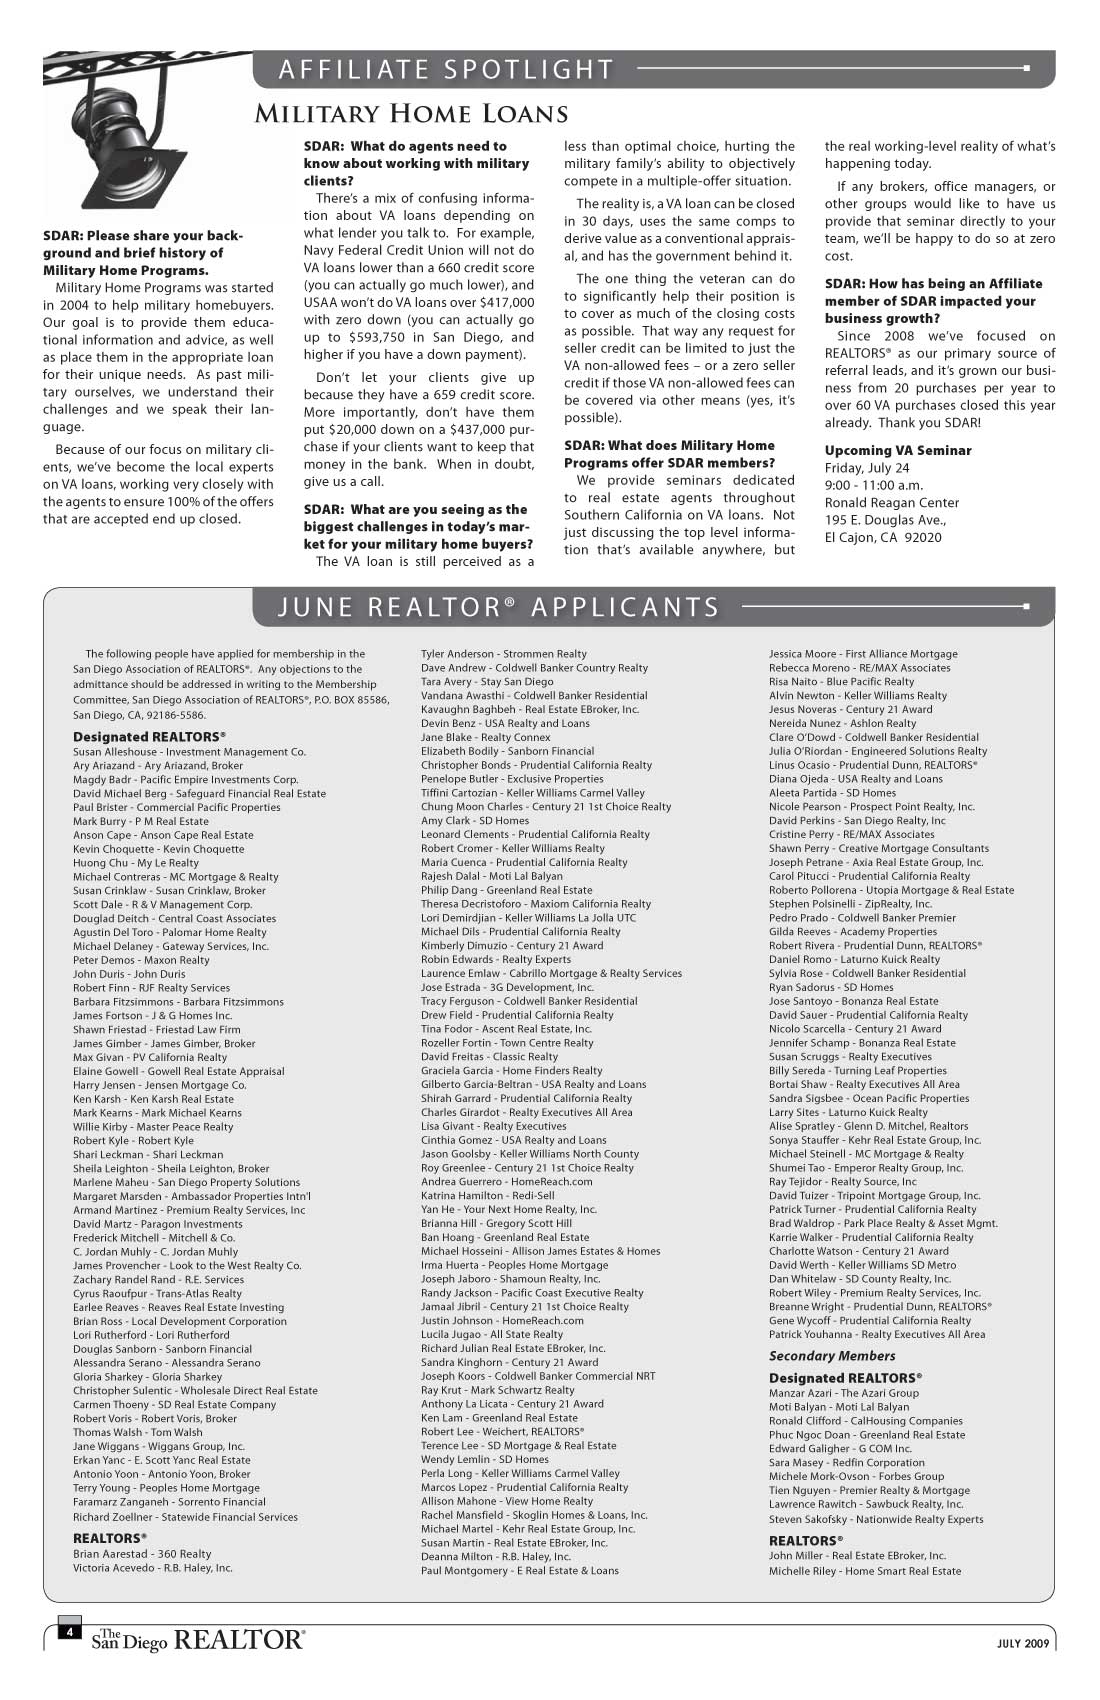 AFFILIATE SPOTLIGHT
MILITARY HOME LOANS
SDAR: Please share your back-
ground and brief history of
Military Home Programs.
Military Home Programs was started
in 2004 to help military homebuyers.
Our goal is to provide them educa-
tional information and advice, as well
as place them in the appropriate loan
for their unique needs. As past mili-
tary ourselves, we understand their
challenges and we speak their lan-
guage.
Because of our focus on military cli-
ents, we've become the local experts
on VA loans, working very closely with
the agents to ensure 100% of the offers
that are accepted end up closed.
SDAR: What do agents need to
know about working with military
clients?
There's a mix of confusing informa-
tion about VA loans depending on
what lender you talk to. For example,
Navy Federal Credit Union will not do
VA loans lower than a 660 credit score
(you can actually go much lower), and
USAA won't do VA loans over $417,000
with zero down (you can actually go
up to $593,750 in San Diego, and
higher if you have a down payment).
Don't let your clients give up
because they have a 659 credit score.
More importantly, don't have them
put $20,000 down on a $437,000 pur-
chase if your clients want to keep that
money in the bank. When in doubt,
give us a call.
SDAR: What are you seeing as the
biggest challenges in today's mar-
ket for your military home buyers?
The VA loan is still perceived as a
less than optimal choice, hurting the
military family's ability to objectively
compete in a multiple-offer situation.
The reality is, a VA loan can be closed
in 30 days, uses the same comps to
derive value as a conventional apprais-
al, and has the government behind it.
The one thing the veteran can do
to significantly help their position is
to cover as much of the closing costs
as possible. That way any request for
seller credit can be limited to just the
VA non-allowed fees – or a zero seller
credit if those VA non-allowed fees can
be covered via other means (yes, it's
possible).
SDAR: What does Military Home
Programs offer SDAR members?
We provide seminars dedicated
to real estate agents throughout
Southern California on VA loans. Not
just discussing the top level informa-
tion that's available anywhere, but
the real working-level reality of what's
happening today.
If any brokers, office managers, or
other groups would like to have us
provide that seminar directly to your
team, we'll be happy to do so at zero
cost.
SDAR: How has being an Affiliate
member of SDAR impacted your
business growth?
Since 2008 we've focused on
REALTORS® as our primary source of
referral leads, and it's grown our busi-
ness from 20 purchases per year to
over 60 VA purchases closed this year
already. Thank you SDAR!
Upcoming VA Seminar
Friday, July 24
9:00 - 11:00 a.m.
Ronald Reagan Center
195 E. Douglas Ave.,
El Cajon, CA 92020
JUNE REALTOR® APPLICANTS
The following people have applied for membership in the
San Diego Association of REALTORS®. Any objections to the
admittance should be addressed in writing to the Membership
Committee, San Diego Association of REALTORS®, P.O. BOX 85586,
San Diego, CA, 92186-5586.
Designated REALTORS®
Susan Alleshouse - Investment Management Co.
Ary Ariazand - Ary Ariazand, Broker
Magdy Badr - Pacific Empire Investments Corp.
David Michael Berg - Safeguard Financial Real Estate
Paul Brister - Commercial Pacific Properties
Mark Burry - P M Real Estate
Anson Cape - Anson Cape Real Estate
Kevin Choquette - Kevin Choquette
Huong Chu - My Le Realty
Michael Contreras - MC Mortgage & Realty
Susan Crinklaw - Susan Crinklaw, Broker
Scott Dale - R & V Management Corp.
Douglad Deitch - Central Coast Associates
Agustin Del Toro - Palomar Home Realty
Michael Delaney - Gateway Services, Inc.
Peter Demos - Maxon Realty
John Duris - John Duris
Robert Finn - RJF Realty Services
Barbara Fitzsimmons - Barbara Fitzsimmons
James Fortson - J & G Homes Inc.
Shawn Friestad - Friestad Law Firm
James Gimber - James Gimber, Broker
Max Givan - PV California Realty
Elaine Gowell - Gowell Real Estate Appraisal
Harry Jensen - Jensen Mortgage Co.
Ken Karsh - Ken Karsh Real Estate
Mark Kearns - Mark Michael Kearns
Willie Kirby - Master Peace Realty
Robert Kyle - Robert Kyle
Shari Leckman - Shari Leckman
Sheila Leighton - Sheila Leighton, Broker
Marlene Maheu - San Diego Property Solutions
Margaret Marsden - Ambassador Properties Intn'l
Armand Martinez - Premium Realty Services, Inc
David Martz - Paragon Investments
Frederick Mitchell - Mitchell & Co.
C. Jordan Muhly - C. Jordan Muhly
James Provencher - Look to the West Realty Co.
Zachary Randel Rand - R.E. Services
Cyrus Raoufpur - Trans-Atlas Realty
Earlee Reaves - Reaves Real Estate Investing
Brian Ross - Local Development Corporation
Lori Rutherford - Lori Rutherford
Douglas Sanborn - Sanborn Financial
Alessandra Serano - Alessandra Serano
Gloria Sharkey - Gloria Sharkey
Christopher Sulentic - Wholesale Direct Real Estate
Carmen Thoeny - SD Real Estate Company
Robert Voris - Robert Voris, Broker
Thomas Walsh - Tom Walsh
Jane Wiggans - Wiggans Group, Inc.
Erkan Yanc - E. Scott Yanc Real Estate
Antonio Yoon - Antonio Yoon, Broker
Terry Young - Peoples Home Mortgage
Faramarz Zanganeh - Sorrento Financial
Richard Zoellner - Statewide Financial Services
REALTORS®
Brian Aarestad - 360 Realty
Victoria Acevedo - R.B. Haley, Inc.
Tyler Anderson - Strommen Realty
Dave Andrew - Coldwell Banker Country Realty
Tara Avery - Stay San Diego
Vandana Awasthi - Coldwell Banker Residential
Kavaughn Baghbeh - Real Estate EBroker, Inc.
Devin Benz - USA Realty and Loans
Jane Blake - Realty Connex
Elizabeth Bodily - Sanborn Financial
Christopher Bonds - Prudential California Realty
Penelope Butler - Exclusive Properties
Tiffini Cartozian - Keller Williams Carmel Valley
Chung Moon Charles - Century 21 1st Choice Realty
Amy Clark - SD Homes
Leonard Clements - Prudential California Realty
Robert Cromer - Keller Williams Realty
Maria Cuenca - Prudential California Realty
Rajesh Dalal - Moti Lal Balyan
Philip Dang - Greenland Real Estate
Theresa Decristoforo - Maxiom California Realty
Lori Demirdjian - Keller Williams La Jolla UTC
Michael Dils - Prudential California Realty
Kimberly Dimuzio - Century 21 Award
Robin Edwards - Realty Experts
Laurence Emlaw - Cabrillo Mortgage & Realty Services
Jose Estrada - 3G Development, Inc.
Tracy Ferguson - Coldwell Banker Residential
Drew Field - Prudential California Realty
Tina Fodor - Ascent Real Estate, Inc.
Rozeller Fortin - Town Centre Realty
David Freitas - Classic Realty
Graciela Garcia - Home Finders Realty
Gilberto Garcia-Beltran - USA Realty and Loans
Shirah Garrard - Prudential California Realty
Charles Girardot - Realty Executives All Area
Lisa Givant - Realty Executives
Cinthia Gomez - USA Realty and Loans
Jason Goolsby - Keller Williams North County
Roy Greenlee - Century 21 1st Choice Realty
Andrea Guerrero - HomeReach.com
Katrina Hamilton - Redi-Sell
Yan He - Your Next Home Realty, Inc.
Brianna Hill - Gregory Scott Hill
Ban Hoang - Greenland Real Estate
Michael Hosseini - Allison James Estates & Homes
Irma Huerta - Peoples Home Mortgage
Joseph Jaboro - Shamoun Realty, Inc.
Randy Jackson - Pacific Coast Executive Realty
Jamaal Jibril - Century 21 1st Choice Realty
Justin Johnson - HomeReach.com
Lucila Jugao - All State Realty
Richard Julian Real Estate EBroker, Inc.
Sandra Kinghorn - Century 21 Award
Joseph Koors - Coldwell Banker Commercial NRT
Ray Krut - Mark Schwartz Realty
Anthony La Licata - Century 21 Award
Ken Lam - Greenland Real Estate
Robert Lee - Weichert, REALTORS®
Terence Lee - SD Mortgage & Real Estate
Wendy Lemlin - SD Homes
Perla Long - Keller Williams Carmel Valley
Marcos Lopez - Prudential California Realty
Allison Mahone - View Home Realty
Rachel Mansfield - Skoglin Homes & Loans, Inc.
Michael Martel - Kehr Real Estate Group, Inc.
Susan Martin - Real Estate EBroker, Inc.
Deanna Milton - R.B. Haley, Inc.
Paul Montgomery - E Real Estate & Loans
Jessica Moore - First Alliance Mortgage
Rebecca Moreno - RE/MAX Associates
Risa Naito - Blue Pacific Realty
Alvin Newton - Keller Williams Realty
Jesus Noveras - Century 21 Award
Nereida Nunez - Ashlon Realty
Clare O'Dowd - Coldwell Banker Residential
Julia O'Riordan - Engineered Solutions Realty
Linus Ocasio - Prudential Dunn, REALTORS®
Diana Ojeda - USA Realty and Loans
Aleeta Partida - SD Homes
Nicole Pearson - Prospect Point Realty, Inc.
David Perkins - San Diego Realty, Inc
Cristine Perry - RE/MAX Associates
Shawn Perry - Creative Mortgage Consultants
Joseph Petrane - Axia Real Estate Group, Inc.
Carol Pitucci - Prudential California Realty
Roberto Pollorena - Utopia Mortgage & Real Estate
Stephen Polsinelli - ZipRealty, Inc.
Pedro Prado - Coldwell Banker Premier
Gilda Reeves - Academy Properties
Robert Rivera - Prudential Dunn, REALTORS®
Daniel Romo - Laturno Kuick Realty
Sylvia Rose - Coldwell Banker Residential
Ryan Sadorus - SD Homes
Jose Santoyo - Bonanza Real Estate
David Sauer - Prudential California Realty
Nicolo Scarcella - Century 21 Award
Jennifer Schamp - Bonanza Real Estate
Susan Scruggs - Realty Executives
Billy Sereda - Turning Leaf Properties
Bortai Shaw - Realty Executives All Area
Sandra Sigsbee - Ocean Pacific Properties
Larry Sites - Laturno Kuick Realty
Alise Spratley - Glenn D. Mitchel, Realtors
Sonya Stauffer - Kehr Real Estate Group, Inc.
Michael Steinell - MC Mortgage & Realty
Shumei Tao - Emperor Realty Group, Inc.
Ray Tejidor - Realty Source, Inc
David Tuizer - Tripoint Mortgage Group, Inc.
Patrick Turner - Prudential California Realty
Brad Waldrop - Park Place Realty & Asset Mgmt.
Karrie Walker - Prudential California Realty
Charlotte Watson - Century 21 Award
David Werth - Keller Williams SD Metro
Dan Whitelaw - SD County Realty, Inc.
Robert Wiley - Premium Realty Services, Inc.
Breanne Wright - Prudential Dunn, REALTORS®
Gene Wycoff - Prudential California Realty
Patrick Youhanna - Realty Executives All Area
Secondary Members
Designated REALTORS®
Manzar Azari - The Azari Group
Moti Balyan - Moti Lal Balyan
Ronald Clifford - CalHousing Companies
Phuc Ngoc Doan - Greenland Real Estate
Edward Galigher - G COM Inc.
Sara Masey - Redfin Corporation
Michele Mork-Ovson - Forbes Group
Tien Nguyen - Premier Realty & Mortgage
Lawrence Rawitch - Sawbuck Realty, Inc.
Steven Sakofsky - Nationwide Realty Experts
REALTORS®
John Miller - Real Estate EBroker, Inc.
Michelle Riley - Home Smart Real Estate
4
The San Diego REALTOR®
JULY 2009